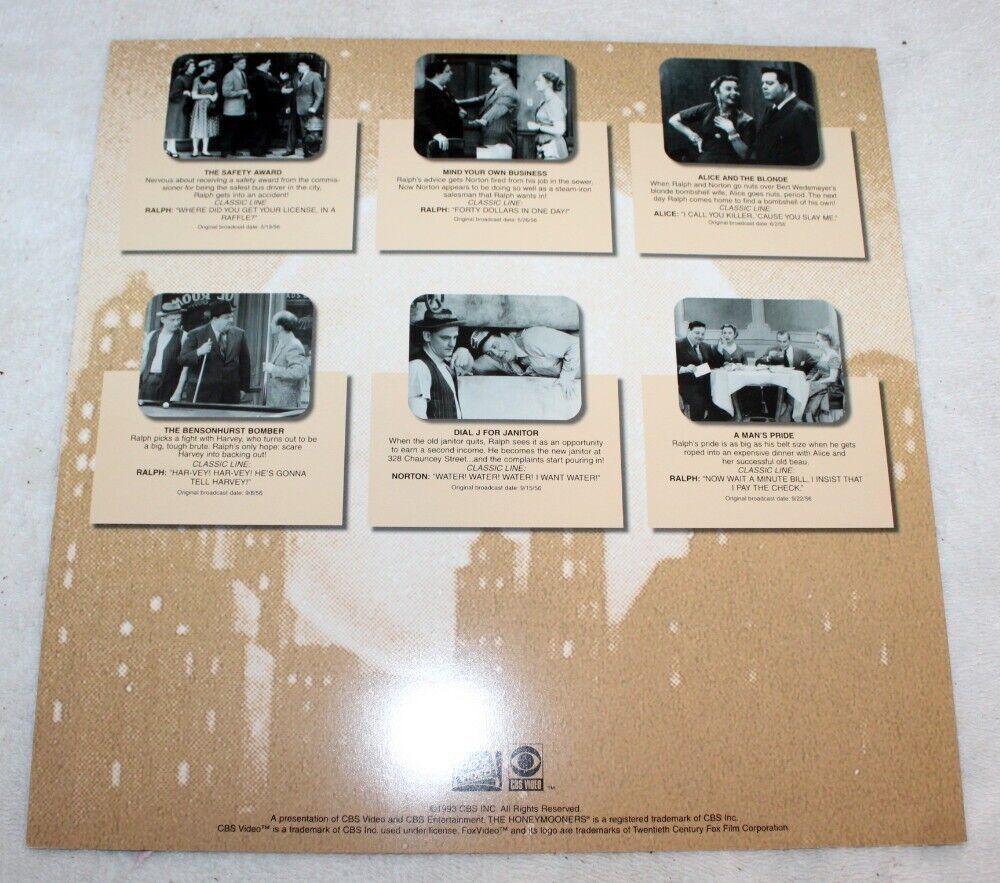 THE SAFETY AWARD
Nervous about receiving a safety award from the commis-
sioner for being the safest bus driver in the city,
Ralph gets into an accident!
CLASSIC LINE:
RALPH: "WHERE DID YOU GET YOUR LICENSE, IN A
RAFFLE?"
Original broadcast date: 5/19/56
MIND YOUR OWN BUSINESS
Ralph's advice gets Norton fired from his job in the sewer.
Now Norton appears to be doing so well as a steam-iron
salesman that Ralph wants in!
CLASSIC LINE:
RALPH: "FORTY DOLLARS IN ONE DAY!"
Original broadcast date: 5/26/56
ALICE AND THE BLONDE
When Ralph and Norton go nuts over Bert Wedemeyer's
blonde bombshell wife, Alice goes nuts, period. The next
day Ralph comes home to find a bombshell of his own!
CLASSIC LINE:
ALICE: "I CALL YOU KILLER, 'CAUSE YOU SLAY ME."
Original broadcast date: 6/2/56
THE BENSONHURST BOMBER
Ralph picks a fight with Harvey, who turns out to be
a big, tough brute. Ralph's only hope: scare
Harvey into backing out!
CLASSIC LINE:
RALPH: "HAR-VEY! HAR-VEY! HE'S GONNA
TELL HARVEY!"
Original broadcast date: 9/8/56
DIAL J FOR JANITOR
When the old janitor quits, Ralph sees it as an opportunity
to earn a second income. He becomes the new janitor at
328 Chauncey Street...and the complaints start pouring in!
CLASSIC LINE:
NORTON: "WATER! WATER! WATER! I WANT WATER!"
Original broadcast date: 9/15/56
A MAN'S PRIDE
Ralph's pride is as big as his belt size when he gets
roped into an expensive dinner with Alice and
her successful old beau.
CLASSIC LINE:
RALPH: "NOW WAIT A MINUTE BILL, I INSIST THAT
I PAY THE CHECK."
Original broadcast date: 9/22/56
CBS VIDEO ™
©1993 CBS INC. All Rights Reserved.
A presentation of CBS Video and CBS Entertainment. THE HONEYMOONERS® is a registered trademark of CBS Inc.
CBS Video™ is a trademark of CBS Inc. used under license. FoxVideo™ and its logo are trademarks of Twentieth Century Fox Film Corporation.